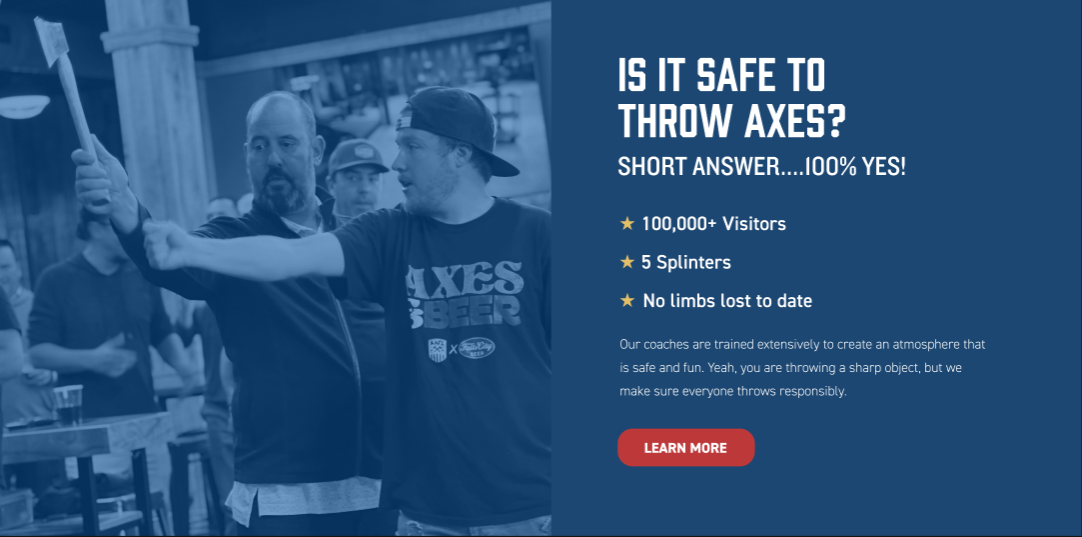 IS IT SAFE TO
THROW AXES?
SHORT ANSWER....100% YES!
★ 100,000+ Visitors
★ 5 Splinters
★ No limbs lost to date
Our coaches are trained extensively to create an atmosphere that
is safe and fun. Yeah, you are throwing a sharp object, but we
make sure everyone throws responsibly.
LEARN MORE
AXES
BEER
X
BEER